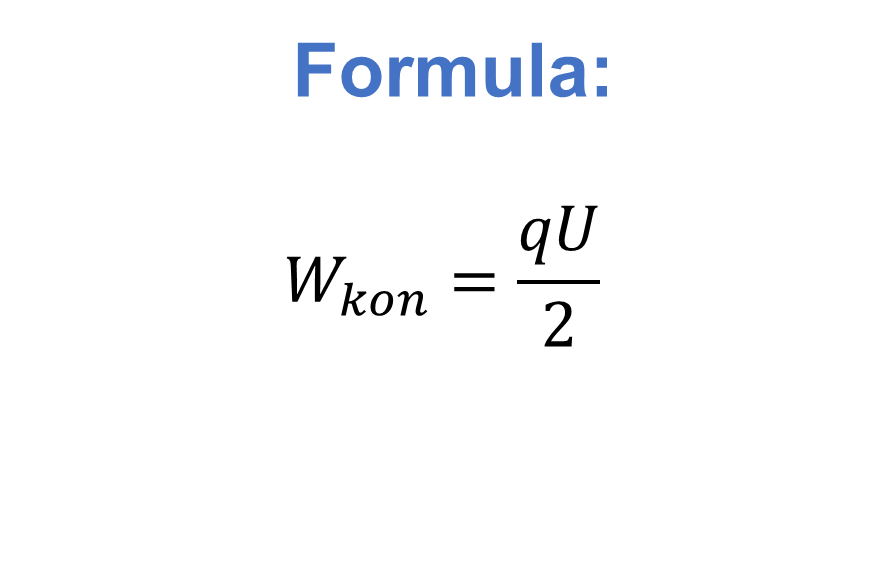 Formula:
W_kon = qU/2